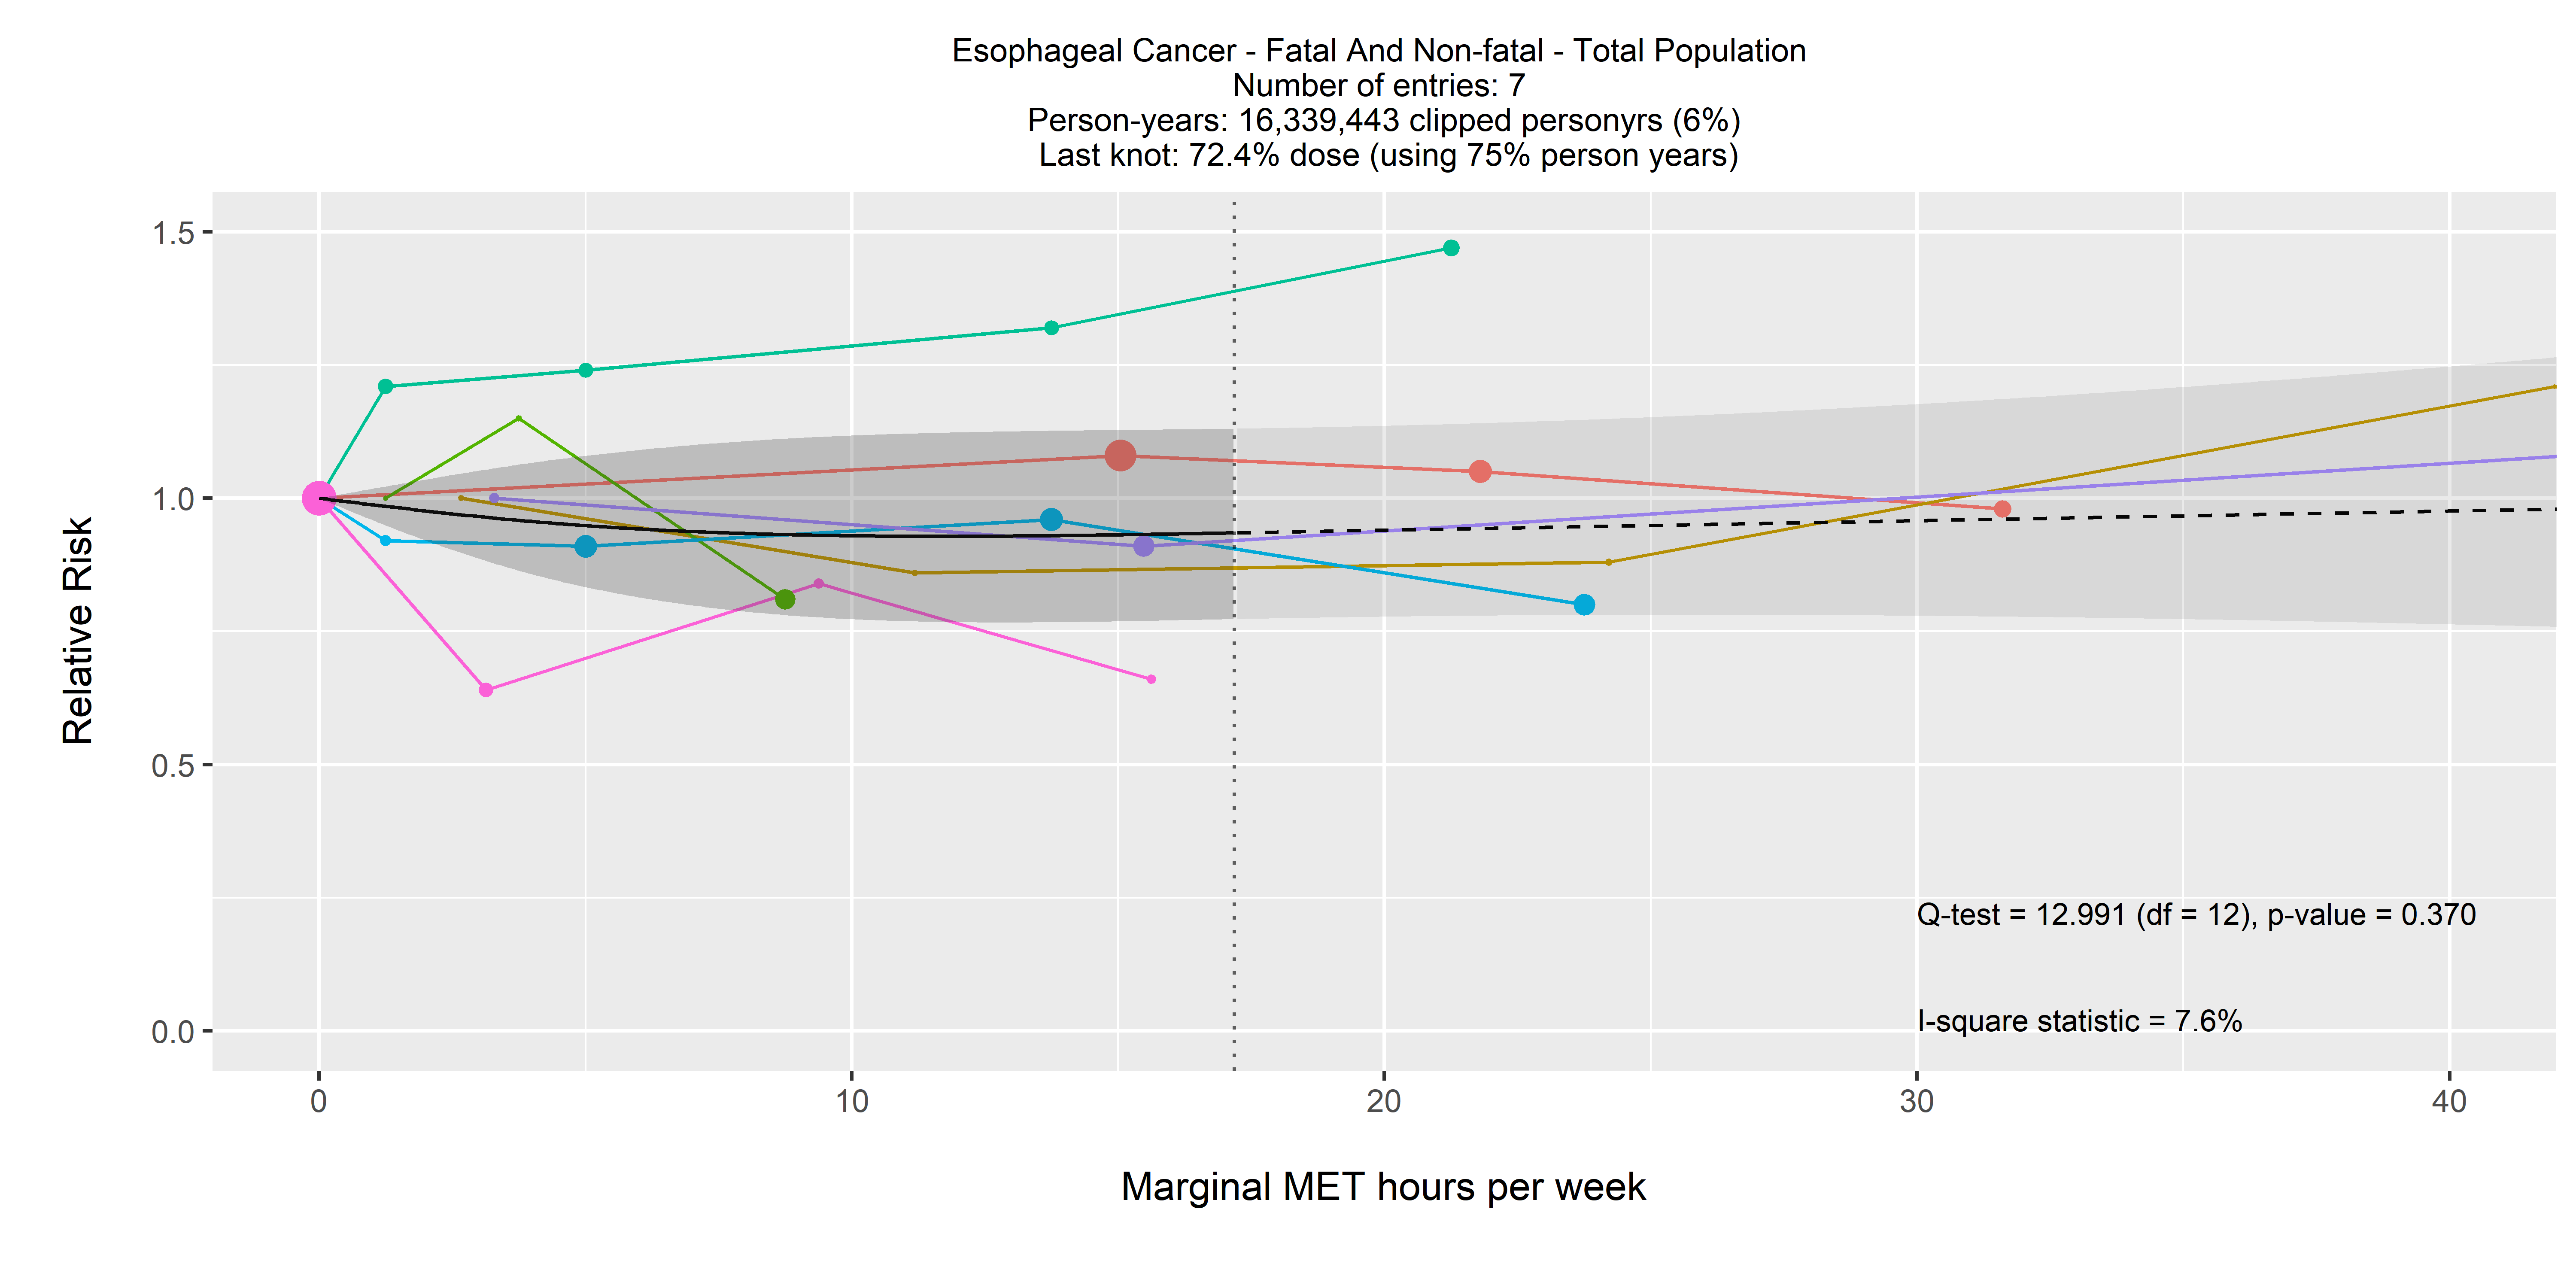 Esophageal Cancer - Fatal And Non-fatal - Total Population
Number of entries: 7
Person-years: 16,339,443 clipped personyrs (6%)
Last knot: 72.4% dose (using 75% person years)
1.5
1.0
0.5
0.0
Relative Risk
Q-test = 12.991 (df = 12), p-value = 0.370
I-square statistic = 7.6%
0 10 20 30 40
Marginal MET hours per week